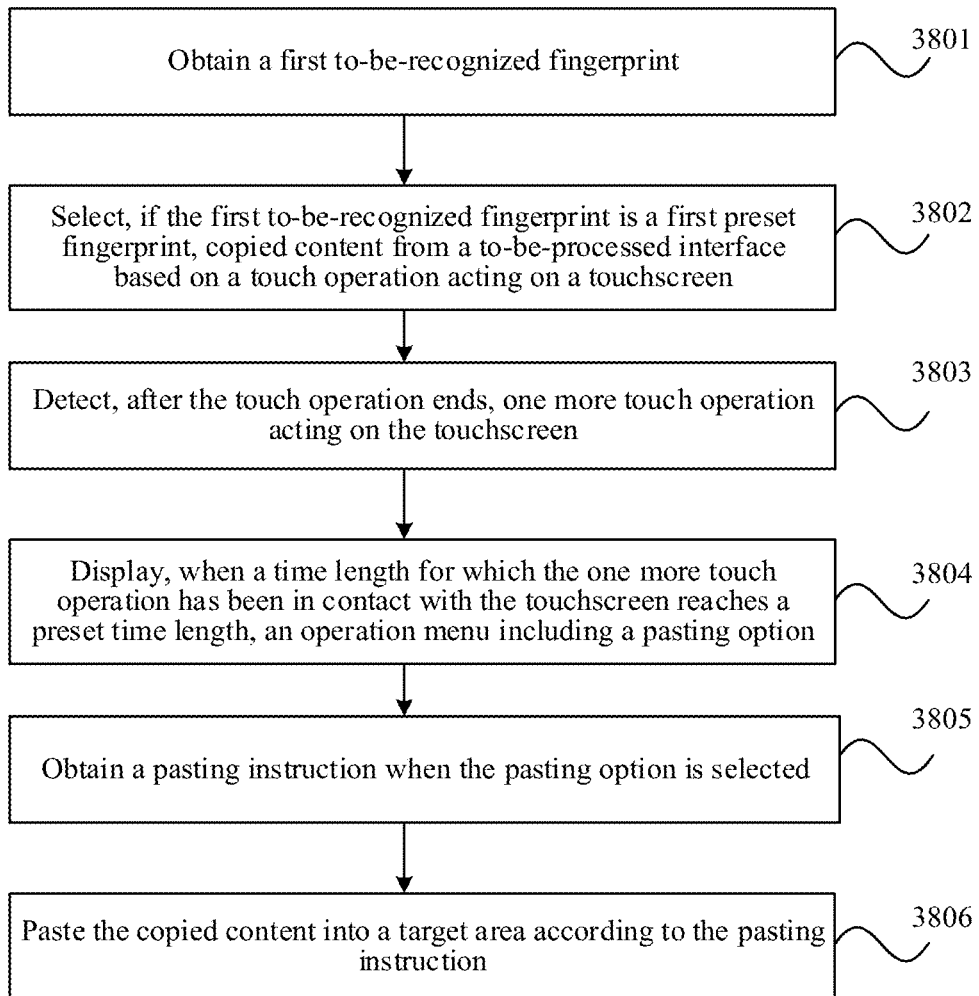 Obtain a first to-be-recognized fingerprint
3801
Select, if the first to-be-recognized fingerprint is a first preset
fingerprint, copied content from a to-be-processed interface
based on a touch operation acting on a touchscreen
3802
Detect, after the touch operation ends, one more touch operation
acting on the touchscreen
3803
Display, when a time length for which the one more touch
operation has been in contact with the touchscreen reaches a
preset time length, an operation menu including a pasting option
3804
Obtain a pasting instruction when the pasting option is selected
3805
Paste the copied content into a target area according to the pasting
instruction
3806